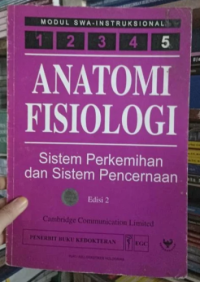 MODUL SWA-INSTRUKSIONAL
1 2 3 4 5
ANATOMI
FISIOLOGI
Sistem Perkemihan
dan Sistem Pencernaan
Edisi 2
Cambridge Communication Limited
PENERBIT BUKU KEDOKTERAN EGC